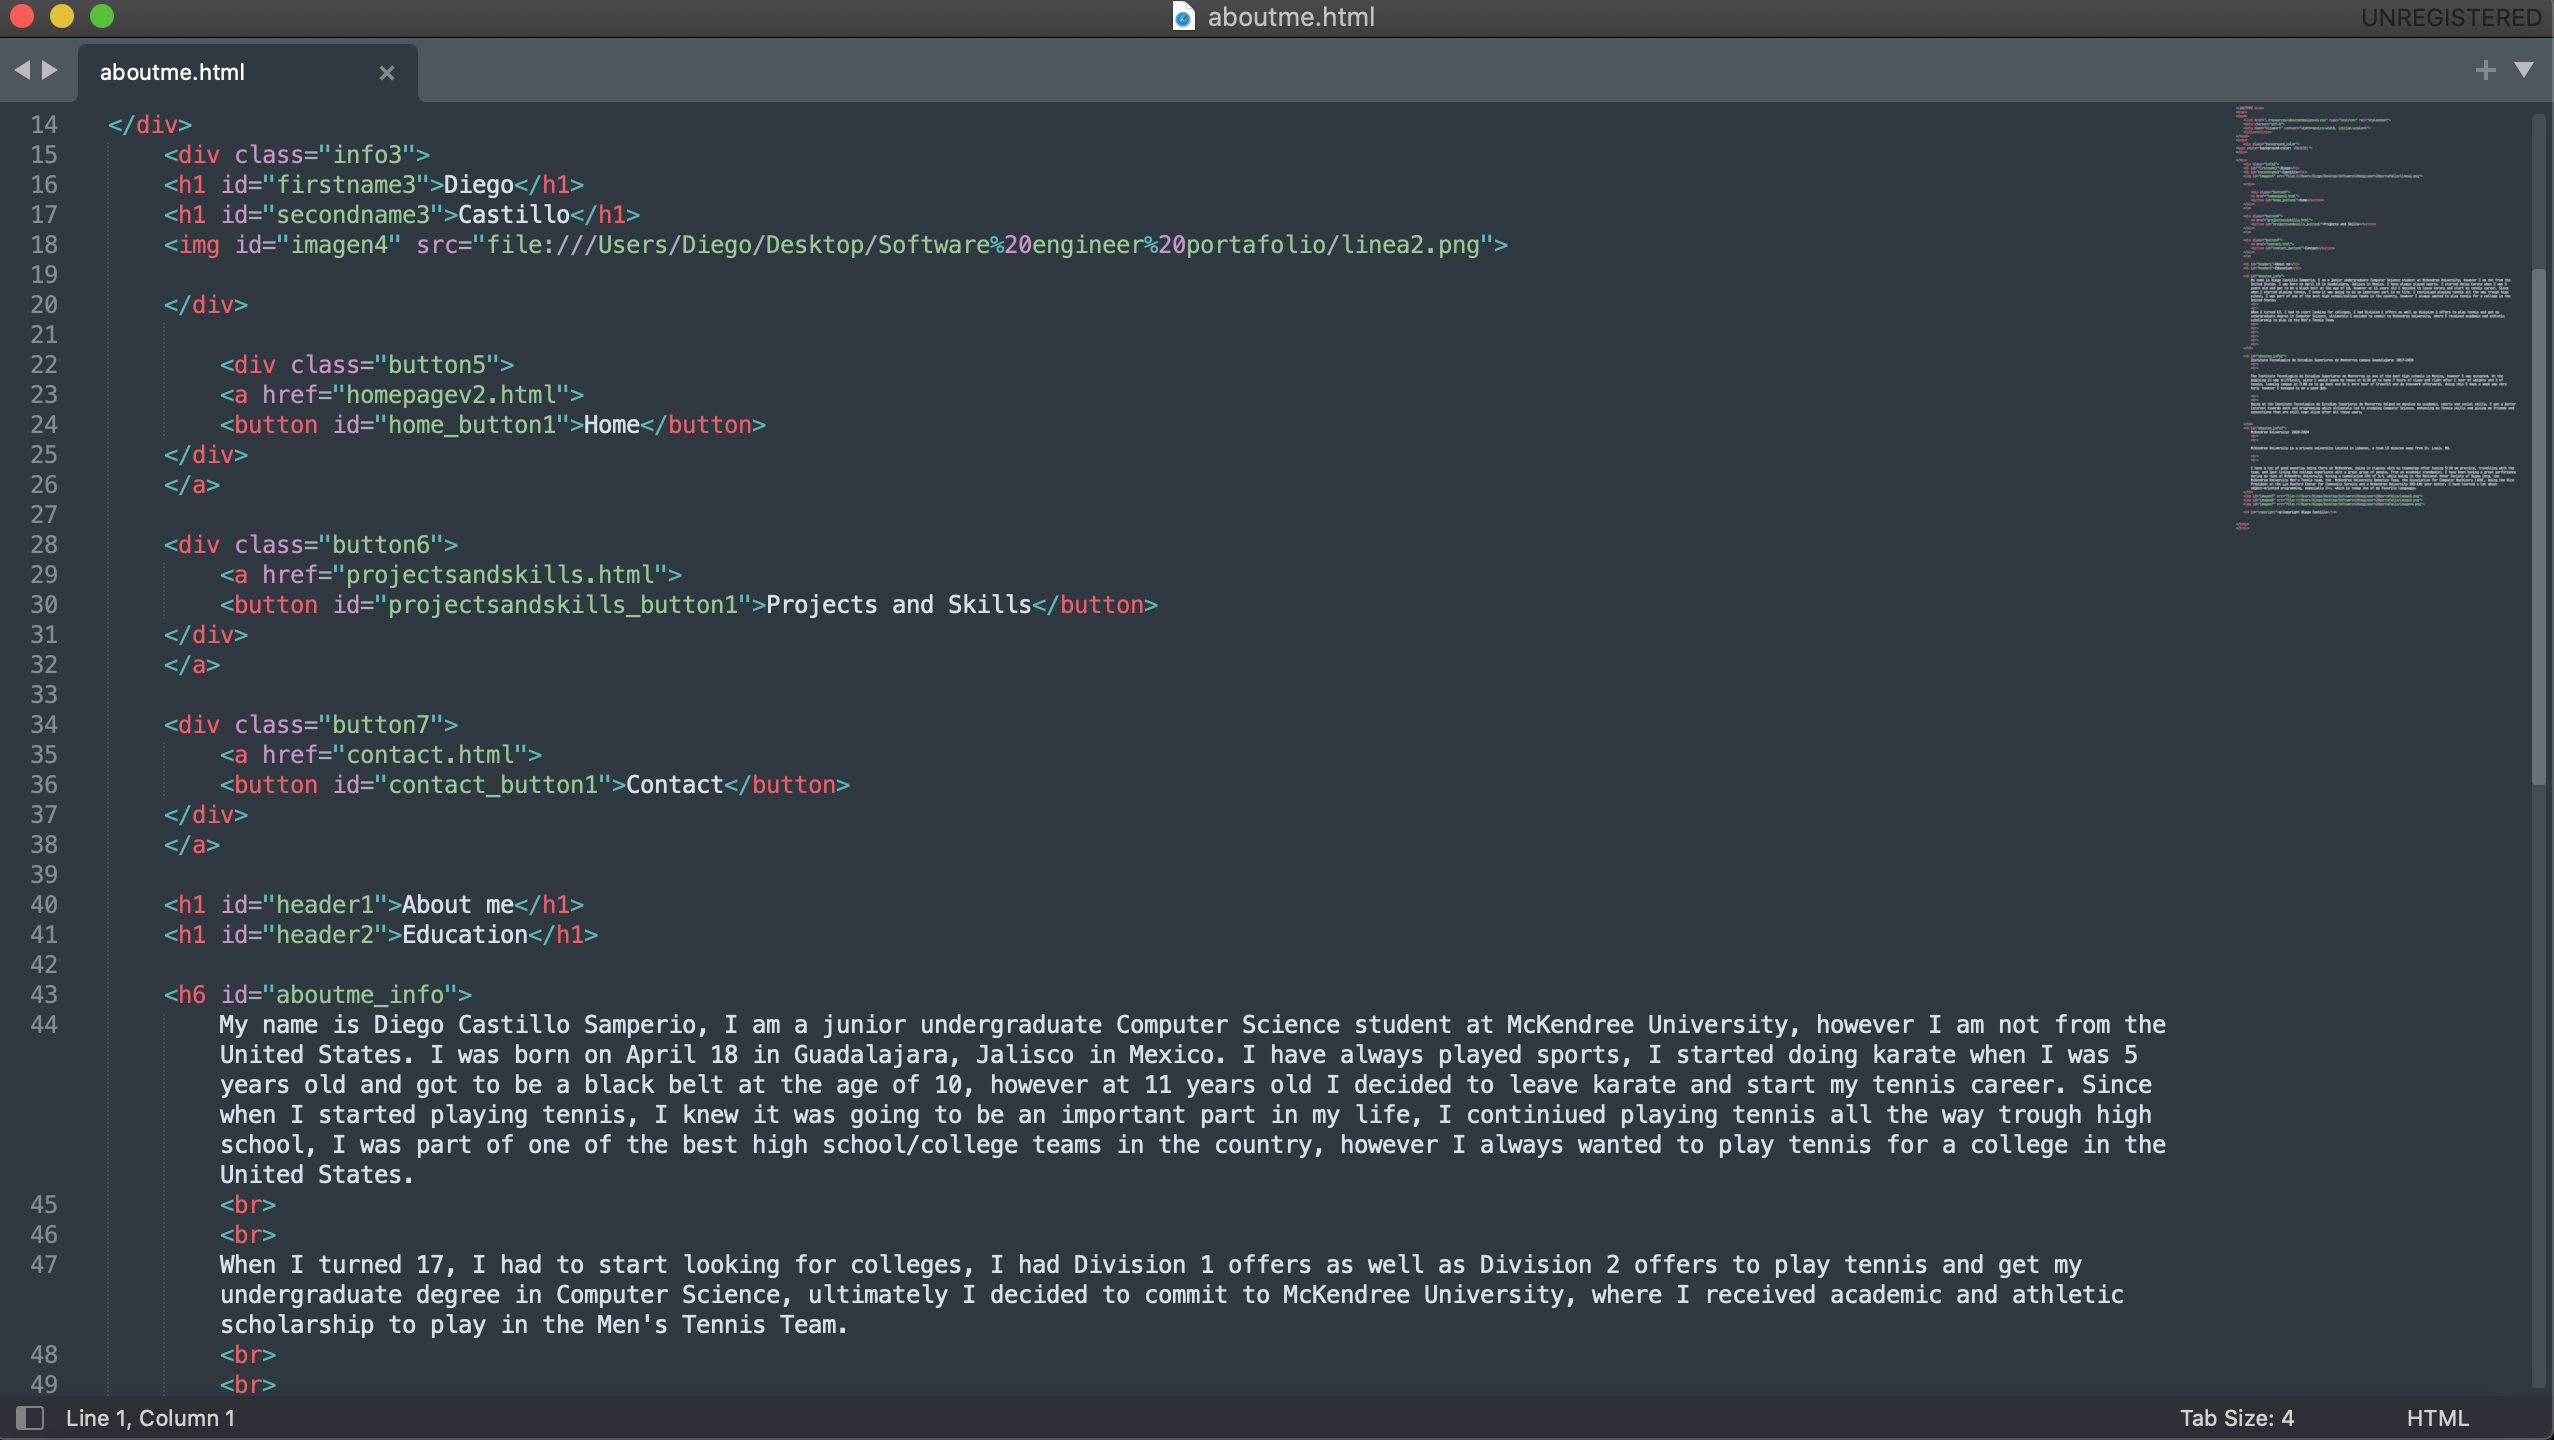 aboutme.html
UNREGISTERED
aboutme.html
14 </div>
15 <div class="info3">
16 <h1 id="firstname3">Diego</h1>
17 <h1 id="secondname3">Castillo</h1>
18 <img id="imagen4" src="file:///Users/Diego/Desktop/Software%20engineer%20portafolio/linea2.png">
19
20 </div>
21
22 <div class="button5">
23 <a href="homepagev2.html">
24 <button id="home_button1">Home</button>
25 </div>
26 </a>
27
28 <div class="button6">
29 <a href="projectsandskills.html">
30 <button id="projectsandskills_button1">Projects and Skills</button>
31 </div>
32 </a>
33
34 <div class="button7">
35 <a href="contact.html">
36 <button id="contact_button1">Contact</button>
37 </div>
38 </a>
39
40 <h1 id="header1">About me</h1>
41 <h1 id="header2">Education</h1>
42
43 <h6 id="aboutme_info">
44 My name is Diego Castillo Samperio, I am a junior undergraduate Computer Science student at McKendree University, however I am not from the
United States. I was born on April 18 in Guadalajara, Jalisco in Mexico. I have always played sports, I started doing karate when I was 5
years old and got to be a black belt at the age of 10, however at 11 years old I decided to leave karate and start my tennis career. Since
when I started playing tennis, I knew it was going to be an important part in my life, I continiued playing tennis all the way trough high
school, I was part of one of the best high school/college teams in the country, however I always wanted to play tennis for a college in the
United States.
45 <br>
46 <br>
47 When I turned 17, I had to start looking for colleges, I had Division 1 offers as well as Division 2 offers to play tennis and get my
undergraduate degree in Computer Science, ultimately I decided to commit to McKendree University, where I received academic and athletic
scholarship to play in the Men's Tennis Team.
48 <br>
49 <br>
Line 1, Column 1
Tab Size: 4
HTML